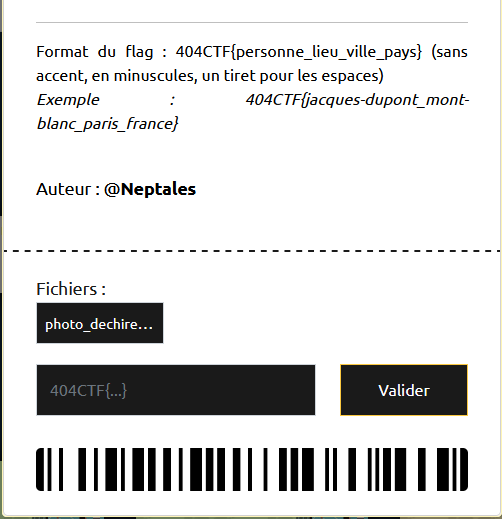 Format du flag : 404CTF{personne_lieu_ville_pays} (sans
accent, en minuscules, un tiret pour les espaces)
Exemple : 404CTF{jacques-dupont_mont-
blanc_paris_france}
Auteur : @Neptales
Fichiers :
photo_dechire...
404CTF{...}
Valider